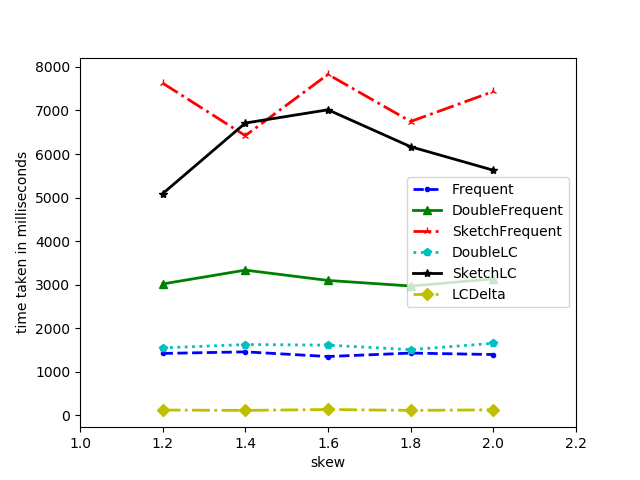 8000
7000
6000
5000
4000
3000
2000
1000
0
time taken in milliseconds
Frequent
DoubleFrequent
SketchFrequent
DoubleLC
SketchLC
LCDelta
1.0 1.2 1.4 1.6 1.8 2.0 2.2
skew